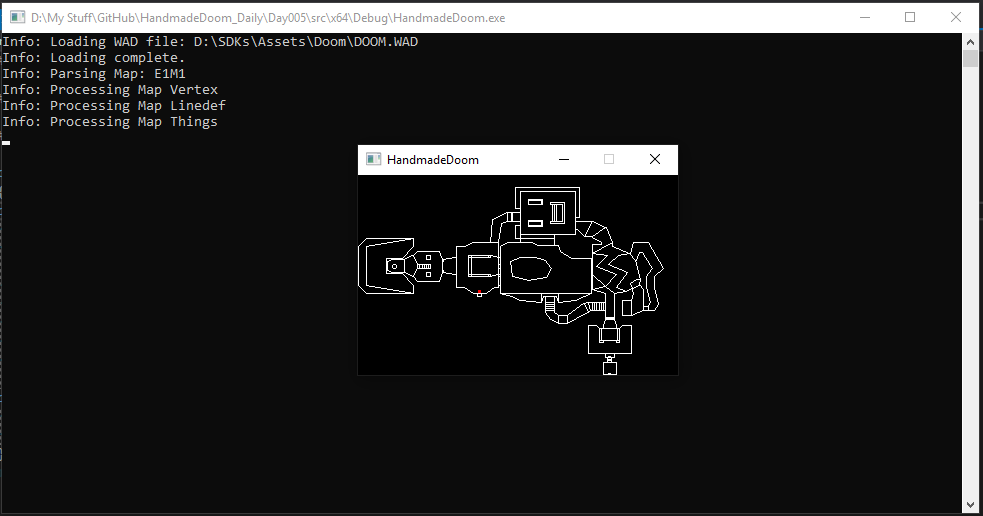 D:\My Stuff\GitHub\HandmadeDoom_Daily\Day005\src\x64\Debug\HandmadeDoom.exe
Info: Loading WAD file: D:\SDKs\Assets\Doom\DOOM.WAD
Info: Loading complete.
Info: Parsing Map: E1M1
Info: Processing Map Vertex
Info: Processing Map Linedef
Info: Processing Map Things
HandmadeDoom